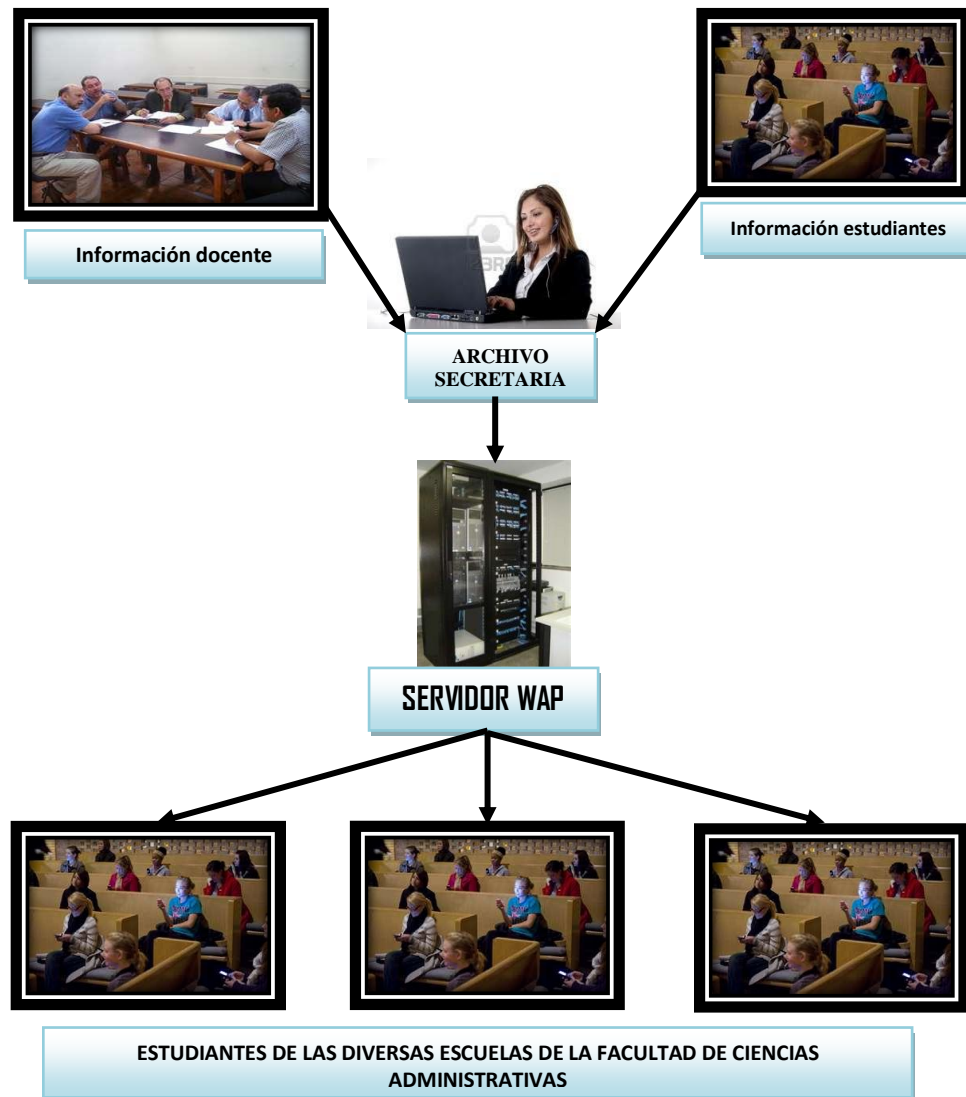 Información docente
Información estudiantes
ARCHIVO
SECRETARIA
SERVIDOR WAP
ESTUDIANTES DE LAS DIVERSAS ESCUELAS DE LA FACULTAD DE CIENCIAS
ADMINISTRATIVAS